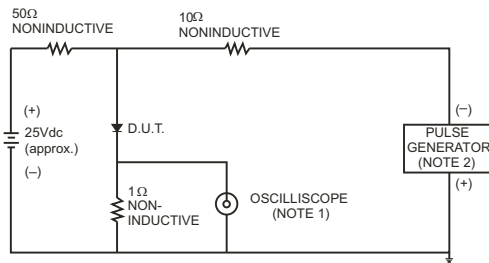 50Ω
NONINDUCTIVE
10Ω
NONINDUCTIVE
(+)
25Vdc
(approx.)
(–)
D.U.T.
1Ω
NON-
INDUCTIVE
OSCILLISCOPE
(NOTE 1)
(–)
PULSE
GENERATOR
(NOTE 2)
(+)